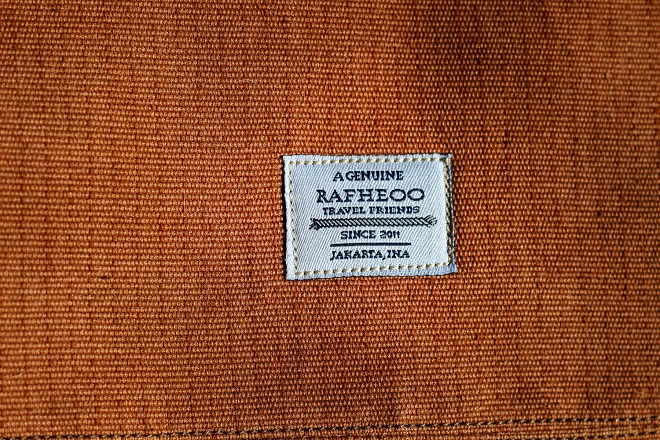 A GENUINE
RAFHEOO
TRAVEL FRIENDS
SINCE 2011
JAKARTA, INA